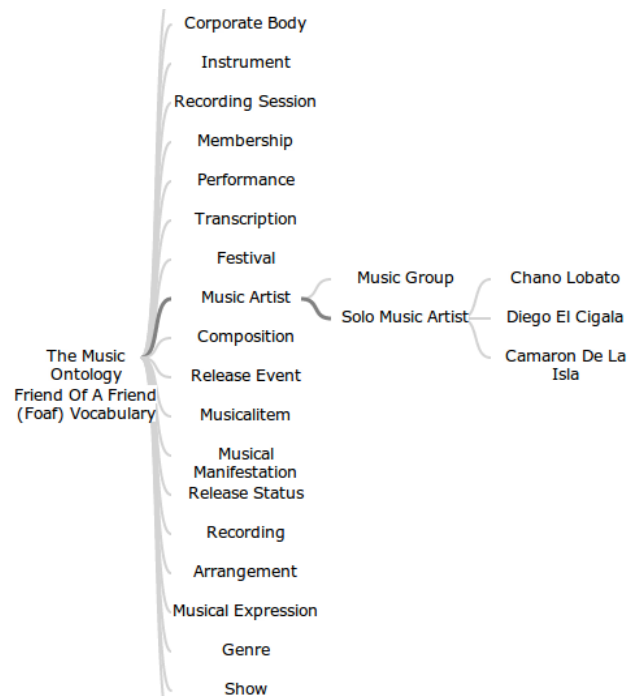 The Music
Ontology
Friend Of A Friend
(Foaf) Vocabulary
Corporate Body
Instrument
Recording Session
Membership
Performance
Transcription
Festival
Music Artist
Composition
Release Event
Musicalitem
Musical
Manifestation
Release Status
Recording
Arrangement
Musical Expression
Genre
Show
Music Group
Solo Music Artist
Chano Lobato
Diego El Cigala
Camaron De La
Isla